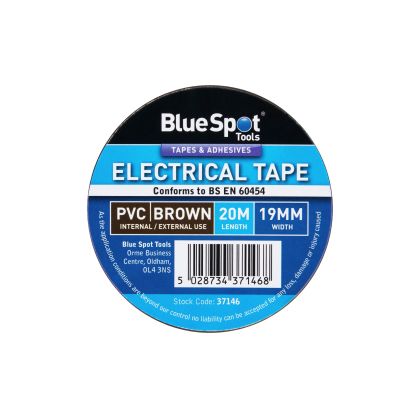 BlueSpot
Tools
TAPES & ADHESIVES
ELECTRICAL TAPE
Conforms to BS EN 60454
PVC BROWN 20M 19MM
INTERNAL / EXTERNAL USE LENGTH WIDTH
Blue Spot Tools
Orme Business
Centre, Oldham,
OL4 3NS
5 028734 371468
Stock Code: 37146
As the application conditions are beyond our control no liability can be accepted for any loss, damage or injury caused